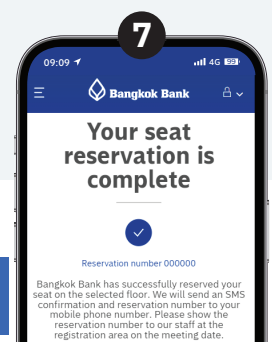 7
09:09 4G 99
Bangkok Bank
Your seat
reservation is
complete
Reservation number 000000
Bangkok Bank has successfully reserved your
seat on the selected floor. We will send an SMS
confirmation and reservation number to your
mobile phone number. Please show the
reservation number to our staff at the
registration area on the meeting date.